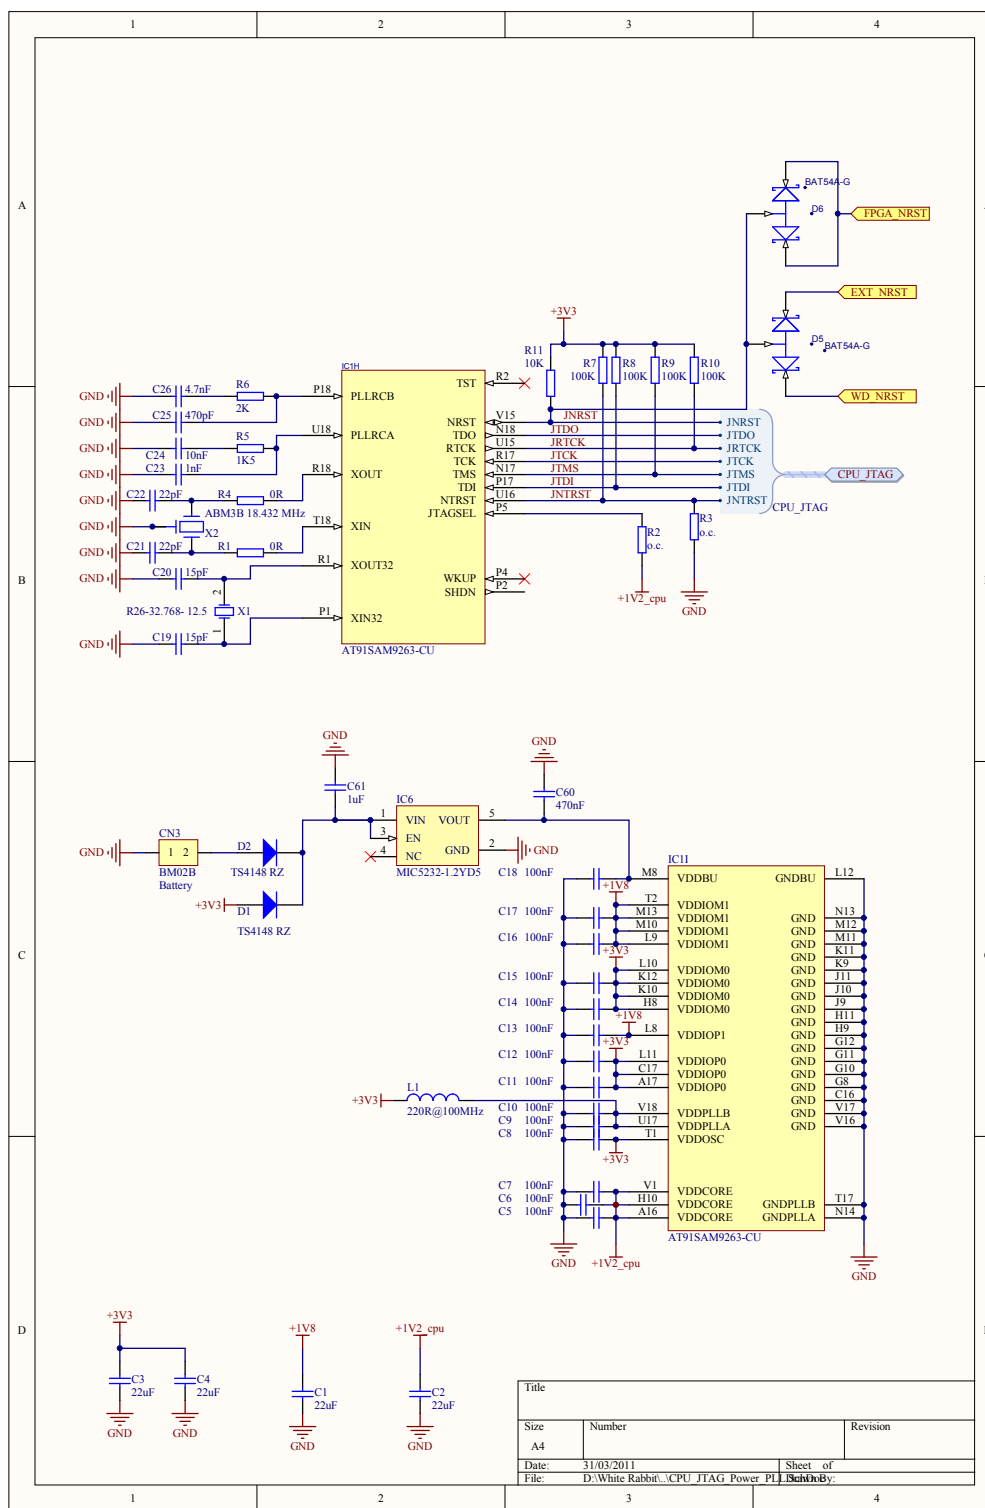 1 2 3 4
A
B
C
D
BAT54A-G
D6
FPGA_NRST
EXT_NRST
D5
BAT54A-G
WD_NRST
+3V3
R11
10K
R7
100K
R8
100K
R9
100K
R10
100K
IC1H
C26 4.7nF R6
2K
GND
P18 PLLRCB
TST R2
C25 470pF
GND
NRST V15 JNRST JNRST
U18 PLLRCA
TDO N18 JTDO JTDO
R5
1K5
GND
C24 10nF
RTCK U15 JRTCK JRTCK
TCK R17 JTCK JTCK
GND
C23 1nF
R18 XOUT
TMS N17 JTMS JTMS
CPU_JTAG
TDI P17 JTDI JTDI
C22 22pF R4 0R
GND
NTRST U16 JNTRST JNTRST
CPU_JTAG
ABM3B 18.432 MHz
JTAGSEL P5
GND
X2
T18 XIN
R2
o.c.
R3
o.c.
C21 22pF R1 0R
GND
R1 XOUT32
C20 15pF
GND
WKUP P4
SHDN P2
2
R26-32.768- 12.5 X1
1
P1 XIN32
+1V2_cpu
GND
C19 15pF
GND
AT91SAM9263-CU
GND
C61
1uF
GND
C60
470nF
IC6
1 VIN VOUT 5
3 EN
4 NC GND 2 GND
MIC5232-1.2YD5
CN3
GND
1 2
BM02B
Battery
D2
TS4148 RZ
+3V3 D1
TS4148 RZ
IC1I
C18 100nF M8 VDDBU GNDBU L12
+1V8
T2 VDDIOM1
C17 100nF M13 VDDIOM1 GND N13
M10 VDDIOM1 GND M12
C16 100nF L9 VDDIOM1 GND M11
+3V3
GND K11
L10 VDDIOM0 GND K9
C15 100nF K12 VDDIOM0 GND J11
K10 VDDIOM0 GND J10
C14 100nF H8 VDDIOM0 GND J9
+1V8
GND H11
C13 100nF L8 VDDIOP1 GND H9
+3V3
GND G12
C12 100nF L11 VDDIOP0 GND G11
C17 VDDIOP0 GND G10
C11 100nF A17 VDDIOP0 GND G8
L1
+3V3
220R@100MHz
GND C16
C10 100nF V18 VDDPLLB GND V17
C9 100nF U17 VDDPLLA GND V16
C8 100nF T1 VDDOSC
+3V3
C7 100nF V1 VDDCORE
C6 100nF H10 VDDCORE GNDPLLB T17
C5 100nF A16 VDDCORE GNDPLLA N14
AT91SAM9263-CU
GND
+1V2_cpu
GND
+3V3
C3
22uF
C4
22uF
GND GND
+1V8
C1
22uF
GND
+1V2_cpu
C2
22uF
GND
Title
Size Number Revision
A4
Date: 31/03/2011 Sheet of
File: D:\White Rabbit\..\CPU_JTAG_Power_PLL
By:
1 2 3 4